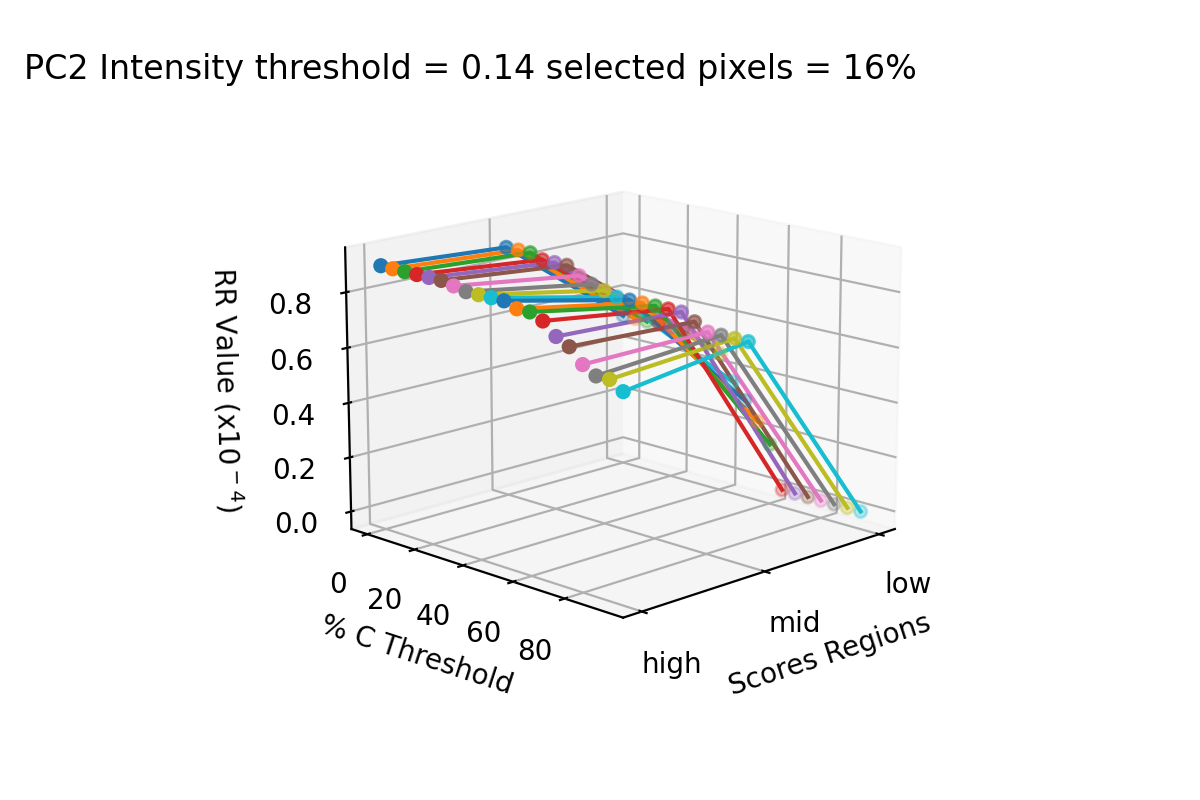 PC2 Intensity threshold = 0.14 selected pixels = 16%
RR Value (x10⁻⁴)
0.8
0.6
0.4
0.2
0.0
0
20
40
60
80
% C Threshold
high
mid
low
Scores Regions